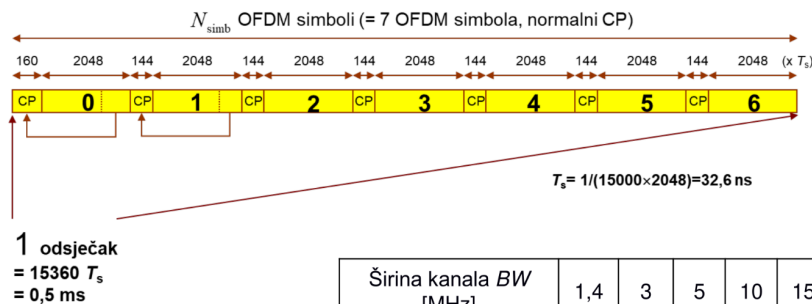 N_simb OFDM simboli (= 7 OFDM simbola, normalni CP)
160 2048 144 2048 144 2048 144 2048 144 2048 144 2048 144 2048 (x T_s)
CP 0 CP 1 CP 2 CP 3 CP 4 CP 5 CP 6
T_s= 1/(15000×2048)=32,6 ns
1 odsječak
= 15360 T_s
= 0,5 ms
Širina kanala BW 1,4 3 5 10 15
[MHz]